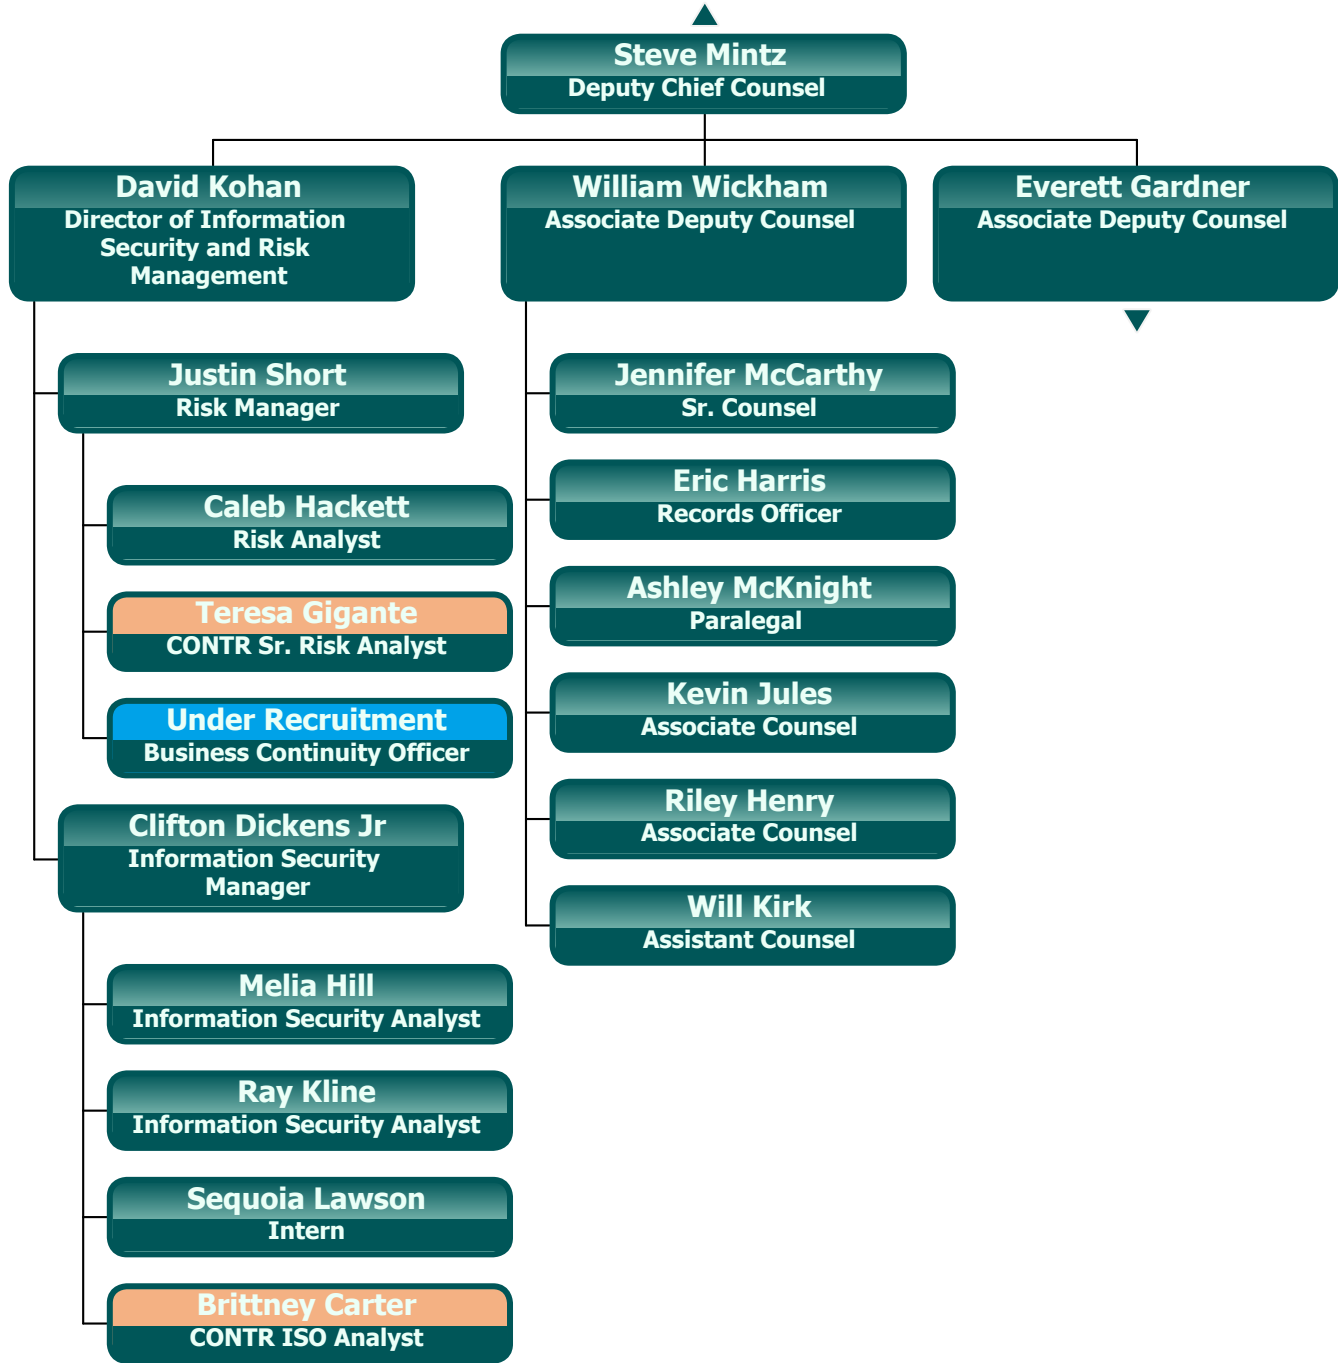 Steve Mintz
Deputy Chief Counsel
David Kohan
Director of Information
Security and Risk
Management
William Wickham
Associate Deputy Counsel
Everett Gardner
Associate Deputy Counsel
Justin Short
Risk Manager
Caleb Hackett
Risk Analyst
Teresa Gigante
CONTR Sr. Risk Analyst
Under Recruitment
Business Continuity Officer
Clifton Dickens Jr
Information Security
Manager
Melia Hill
Information Security Analyst
Ray Kline
Information Security Analyst
Sequoia Lawson
Intern
Brittney Carter
CONTR ISO Analyst
Jennifer McCarthy
Sr. Counsel
Eric Harris
Records Officer
Ashley McKnight
Paralegal
Kevin Jules
Associate Counsel
Riley Henry
Associate Counsel
Will Kirk
Assistant Counsel